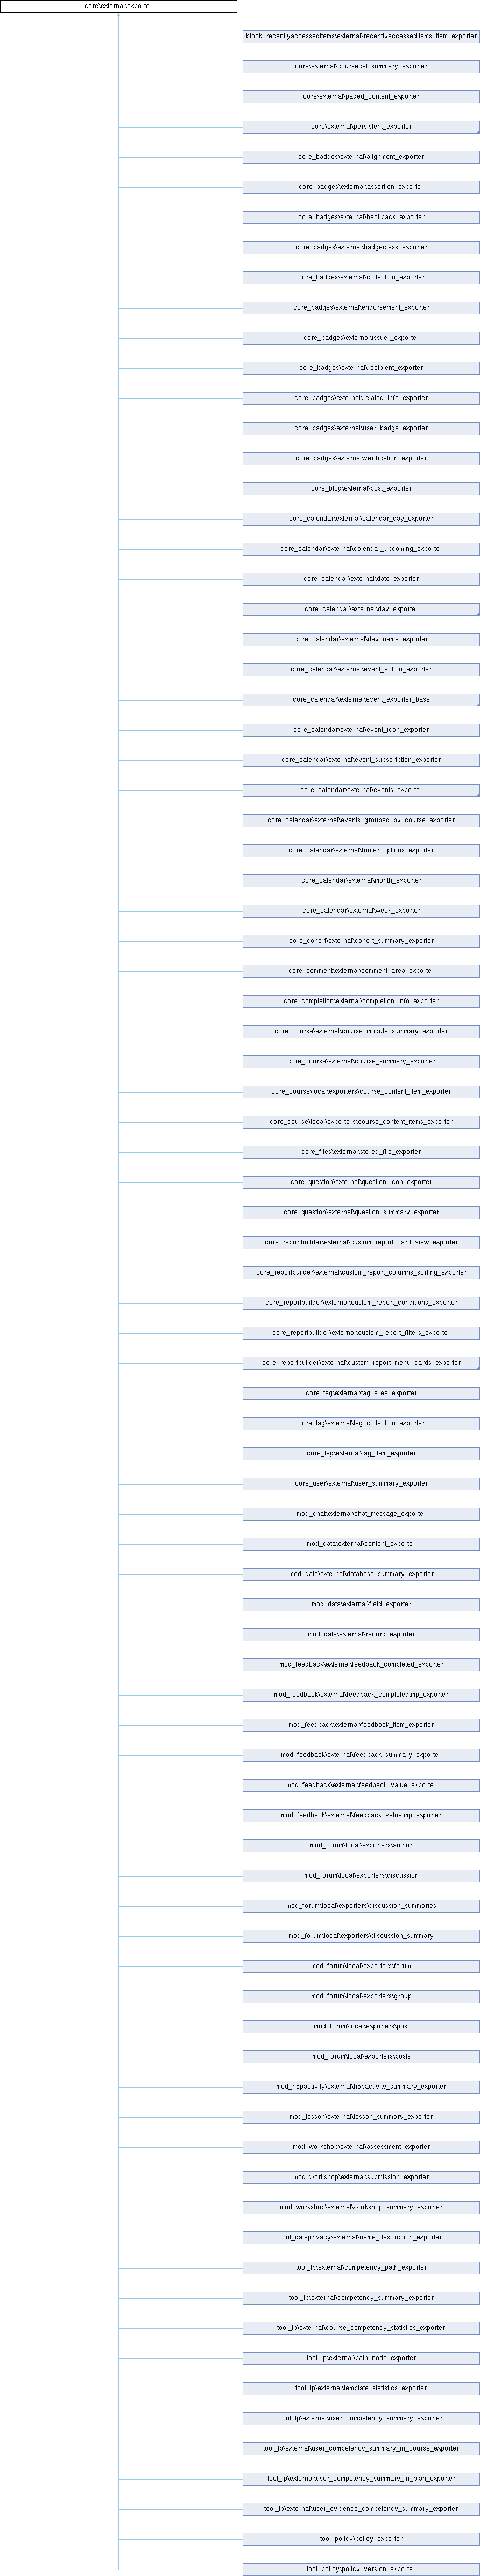 core\external\exporter
block_recentlyaccesseditems\external\recentlyaccesseditems_item_exporter
core\external\coursecat_summary_exporter
core\external\paged_content_exporter
core\external\persistent_exporter
core_badges\external\alignment_exporter
core_badges\external\assertion_exporter
core_badges\external\backpack_exporter
core_badges\external\badgeclass_exporter
core_badges\external\collection_exporter
core_badges\external\endorsement_exporter
core_badges\external\issuer_exporter
core_badges\external\recipient_exporter
core_badges\external\related_info_exporter
core_badges\external\user_badge_exporter
core_badges\external\verification_exporter
core_blog\external\post_exporter
core_calendar\external\calendar_day_exporter
core_calendar\external\calendar_upcoming_exporter
core_calendar\external\date_exporter
core_calendar\external\day_exporter
core_calendar\external\day_name_exporter
core_calendar\external\event_action_exporter
core_calendar\external\event_exporter_base
core_calendar\external\event_icon_exporter
core_calendar\external\event_subscription_exporter
core_calendar\external\events_exporter
core_calendar\external\events_grouped_by_course_exporter
core_calendar\external\footer_options_exporter
core_calendar\external\month_exporter
core_calendar\external\week_exporter
core_cohort\external\cohort_summary_exporter
core_comment\external\comment_area_exporter
core_completion\external\completion_info_exporter
core_course\external\course_module_summary_exporter
core_course\external\course_summary_exporter
core_course\local\exporters\course_content_item_exporter
core_course\local\exporters\course_content_items_exporter
core_files\external\stored_file_exporter
core_question\external\question_icon_exporter
core_question\external\question_summary_exporter
core_reportbuilder\external\custom_report_card_view_exporter
core_reportbuilder\external\custom_report_columns_sorting_exporter
core_reportbuilder\external\custom_report_conditions_exporter
core_reportbuilder\external\custom_report_filters_exporter
core_reportbuilder\external\custom_report_menu_cards_exporter
core_tag\external\tag_area_exporter
core_tag\external\tag_collection_exporter
core_tag\external\tag_item_exporter
core_user\external\user_summary_exporter
mod_chat\external\chat_message_exporter
mod_data\external\content_exporter
mod_data\external\database_summary_exporter
mod_data\external\field_exporter
mod_data\external\record_exporter
mod_feedback\external\feedback_completed_exporter
mod_feedback\external\feedback_completedtmp_exporter
mod_feedback\external\feedback_item_exporter
mod_feedback\external\feedback_summary_exporter
mod_feedback\external\feedback_value_exporter
mod_feedback\external\feedback_valuetmp_exporter
mod_forum\local\exporters\author
mod_forum\local\exporters\discussion
mod_forum\local\exporters\discussion_summaries
mod_forum\local\exporters\discussion_summary
mod_forum\local\exporters\forum
mod_forum\local\exporters\group
mod_forum\local\exporters\post
mod_forum\local\exporters\posts
mod_h5pactivity\external\h5pactivity_summary_exporter
mod_lesson\external\lesson_summary_exporter
mod_workshop\external\assessment_exporter
mod_workshop\external\submission_exporter
mod_workshop\external\workshop_summary_exporter
tool_dataprivacy\external\name_description_exporter
tool_lp\external\competency_path_exporter
tool_lp\external\competency_summary_exporter
tool_lp\external\course_competency_statistics_exporter
tool_lp\external\path_node_exporter
tool_lp\external\template_statistics_exporter
tool_lp\external\user_competency_summary_exporter
tool_lp\external\user_competency_summary_in_course_exporter
tool_lp\external\user_competency_summary_in_plan_exporter
tool_lp\external\user_evidence_competency_summary_exporter
tool_policy\policy_exporter
tool_policy\policy_version_exporter